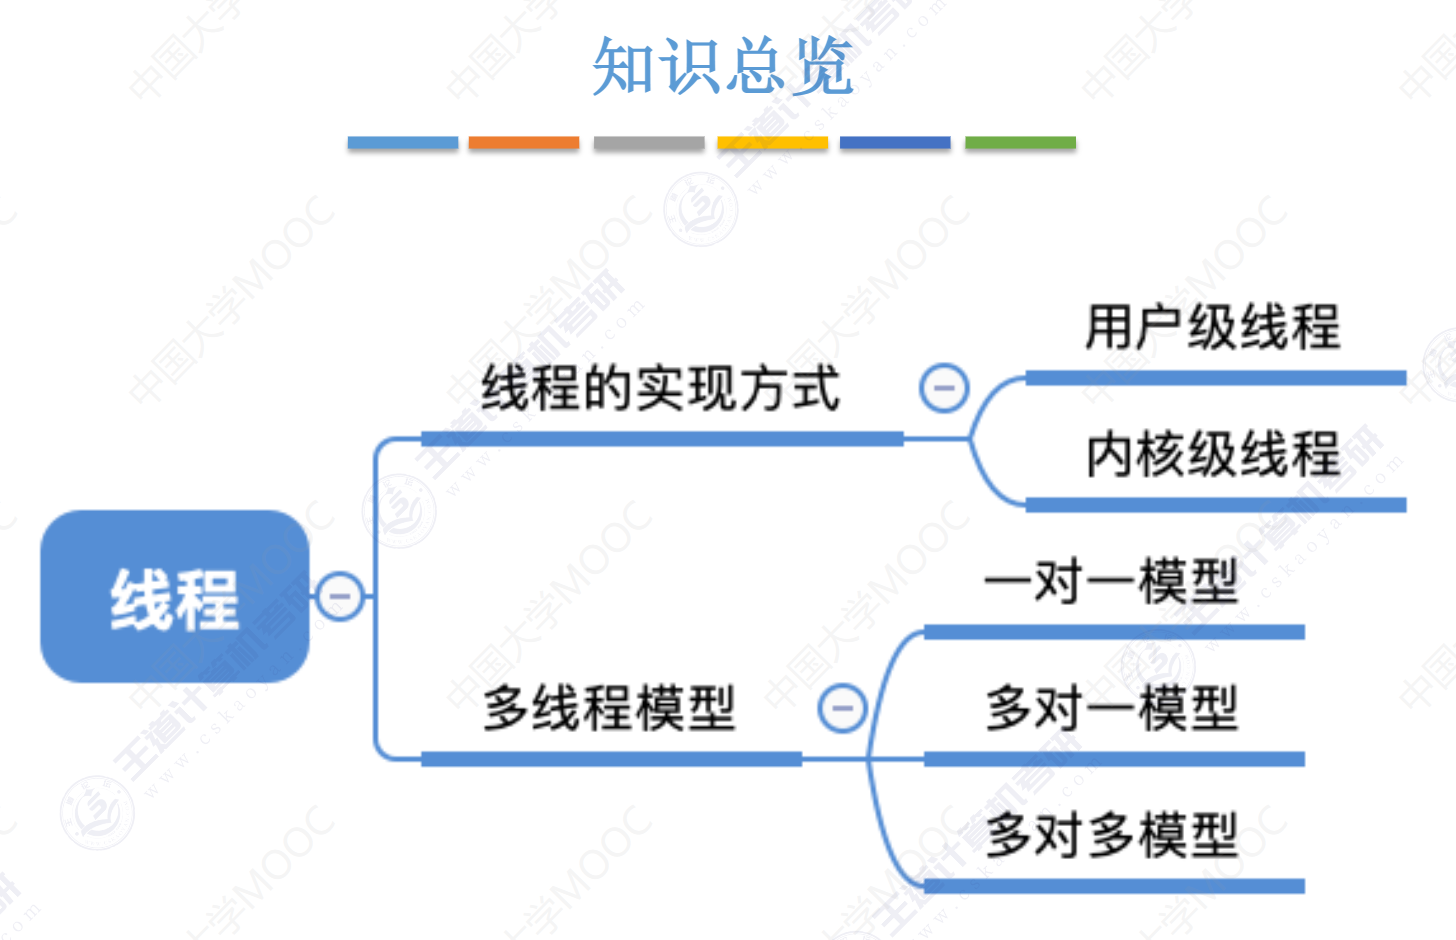 知识总览
线程的实现方式
用户级线程
内核级线程
线程
多线程模型
一对一模型
多对一模型
多对多模型
中国大学MOOC
王道计算机考研
www.cskaoyan.com